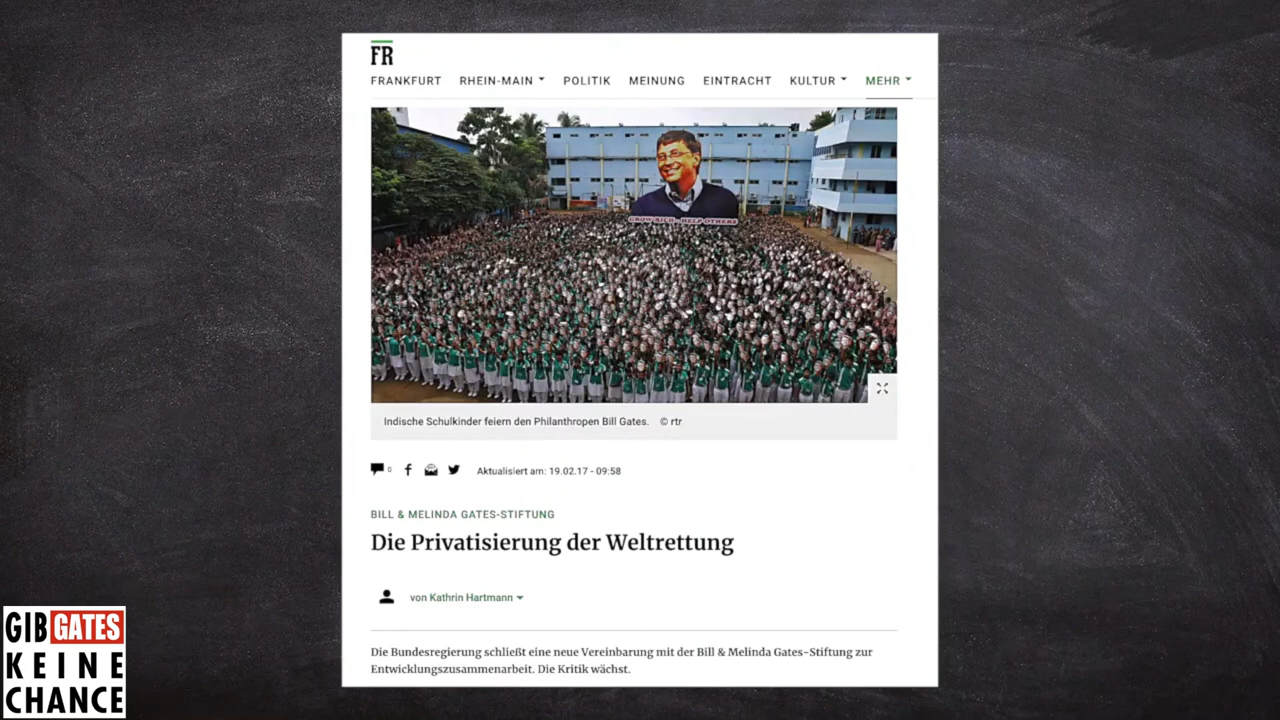 FR
FRANKFURT RHEIN-MAIN POLITIK MEINUNG EINTRACHT KULTUR MEHR
GROW RICH - HELP OTHERS
Indische Schulkinder feiern den Philanthropen Bill Gates. © rtr
0 Aktualisiert am: 19.02.17 - 09:58
BILL & MELINDA GATES-STIFTUNG
Die Privatisierung der Weltrettung
von Kathrin Hartmann
Die Bundesregierung schließt eine neue Vereinbarung mit der Bill & Melinda Gates-Stiftung zur
Entwicklungszusammenarbeit. Die Kritik wächst.
GIB GATES
KEINE
CHANCE